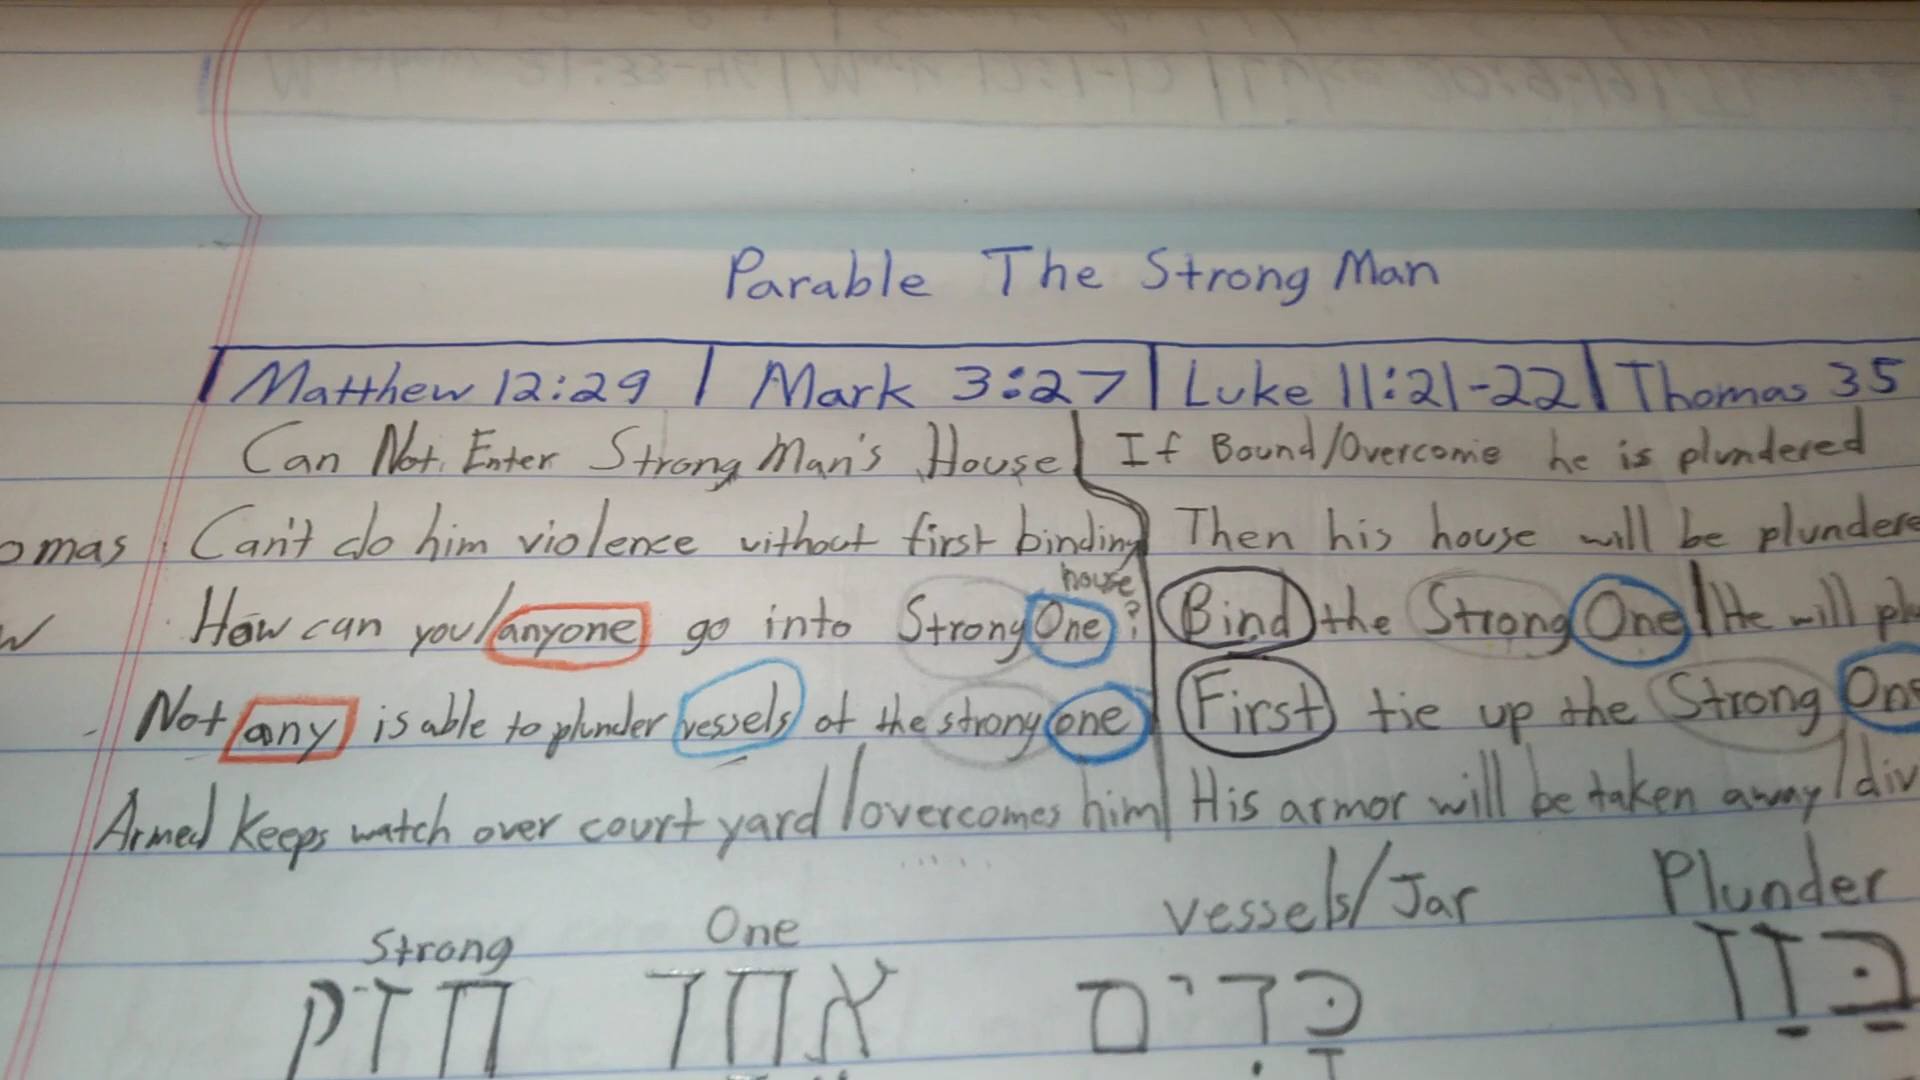 Parable The Strong Man
Matthew 12:29 | Mark 3:27 | Luke 11:21-22 | Thomas 35
Can Not Enter Strong Man's House | If Bound/Overcome he is plundered
omas Can't do him violence without first binding | Then his house will be plundere
house
w How can you/anyone go into Strong One? | Bind the Strong One | He will pl
Not any is able to plunder vessels of the strong one | First tie up the Strong One
Armed keeps watch over court yard / overcomes him | His armor will be taken away/div
Strong One vessels/Jar Plunder
חזק אחד כָּדִים בַּזַז